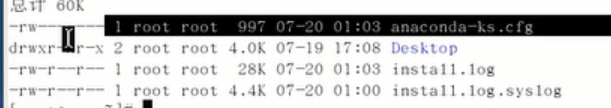 总计 60K
-rw------- 1 root root 997 07-20 01:03 anaconda-ks.cfg
drwxr-xr-x 2 root root 4.0K 07-19 17:08 Desktop
-rw-r--r-- 1 root root 28K 07-20 01:03 install.log
-rw-r--r-- 1 root root 4.4K 07-20 01:00 install.log.syslog